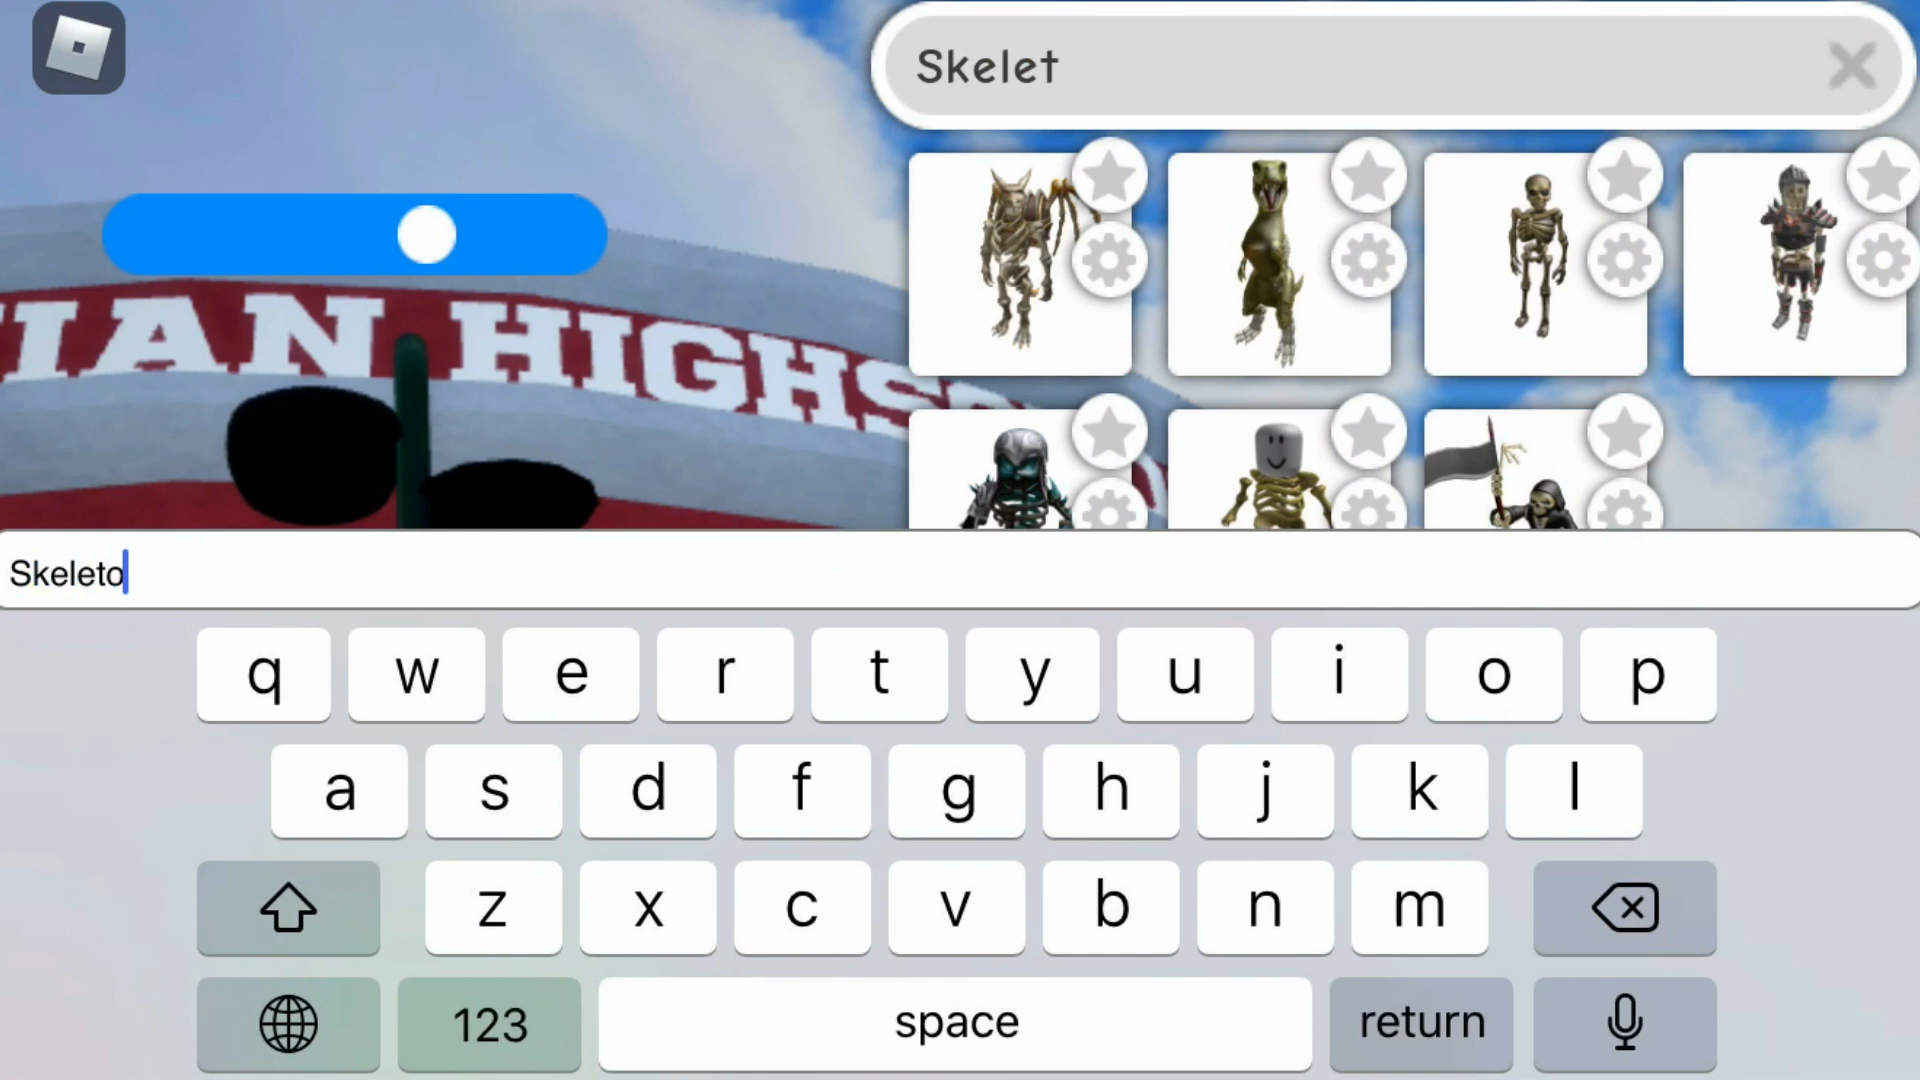 Skelet
IAN HIGHS
Skeleto
q w e r t y u i o p
a s d f g h j k l
z x c v b n m
123 space return